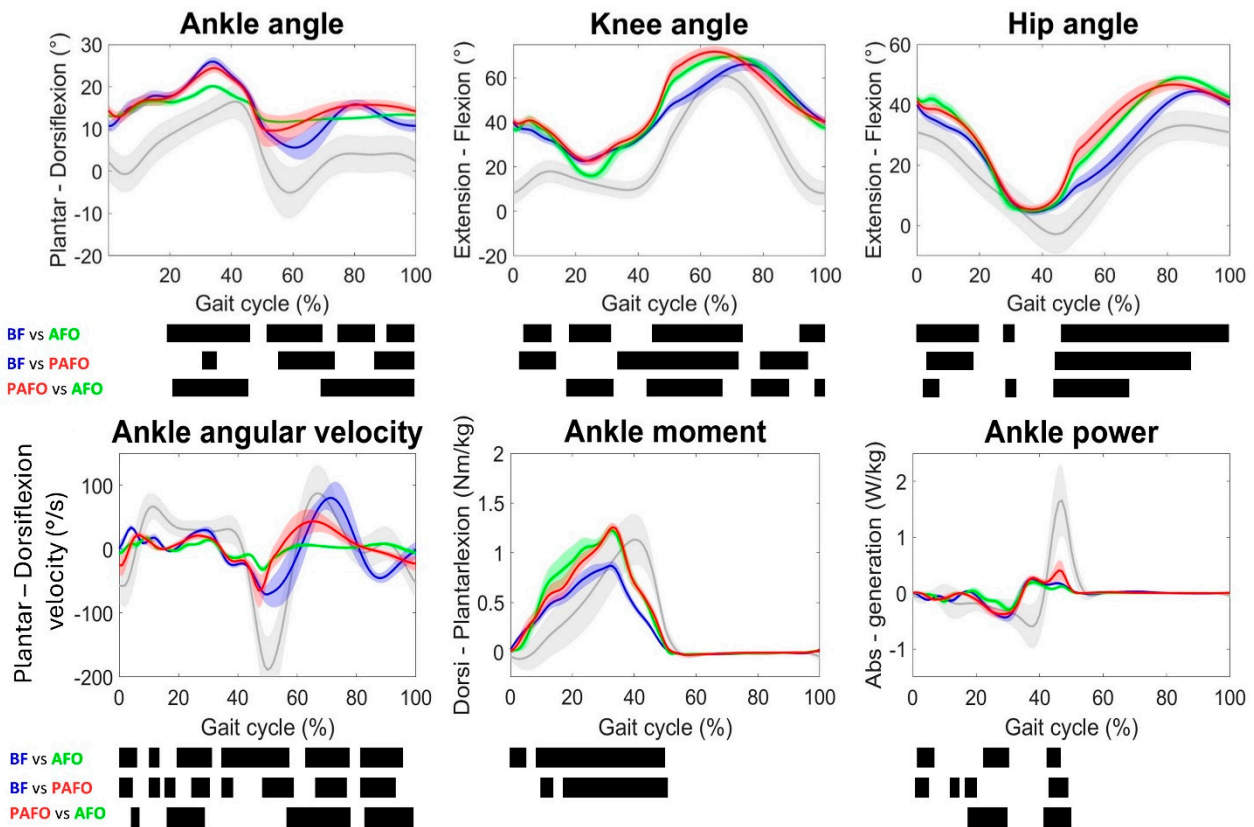 Ankle angle
Plantar – Dorsiflexion (°)
30
20
10
0
-10
-20
20 40 60 80 100
Gait cycle (%)
Knee angle
Extension - Flexion (°)
60
40
20
0
-20
0 20 40 60 80 100
Gait cycle (%)
Hip angle
Extension - Flexion (°)
60
40
20
0
0 20 40 60 80 100
Gait cycle (%)
BF vs AFO
BF vs PAFO
PAFO vs AFO
Ankle angular velocity
Plantar – Dorsiflexion
velocity (°/s)
100
0
-100
-200
0 20 40 60 80 100
Gait cycle (%)
Ankle moment
Dorsi - Plantarlexion (Nm/kg)
2
1.5
1
0.5
0
0 20 40 60 80 100
Gait cycle (%)
Ankle power
Abs - generation (W/kg)
2
1
0
-1
0 20 40 60 80 100
Gait cycle (%)
BF vs AFO
BF vs PAFO
PAFO vs AFO